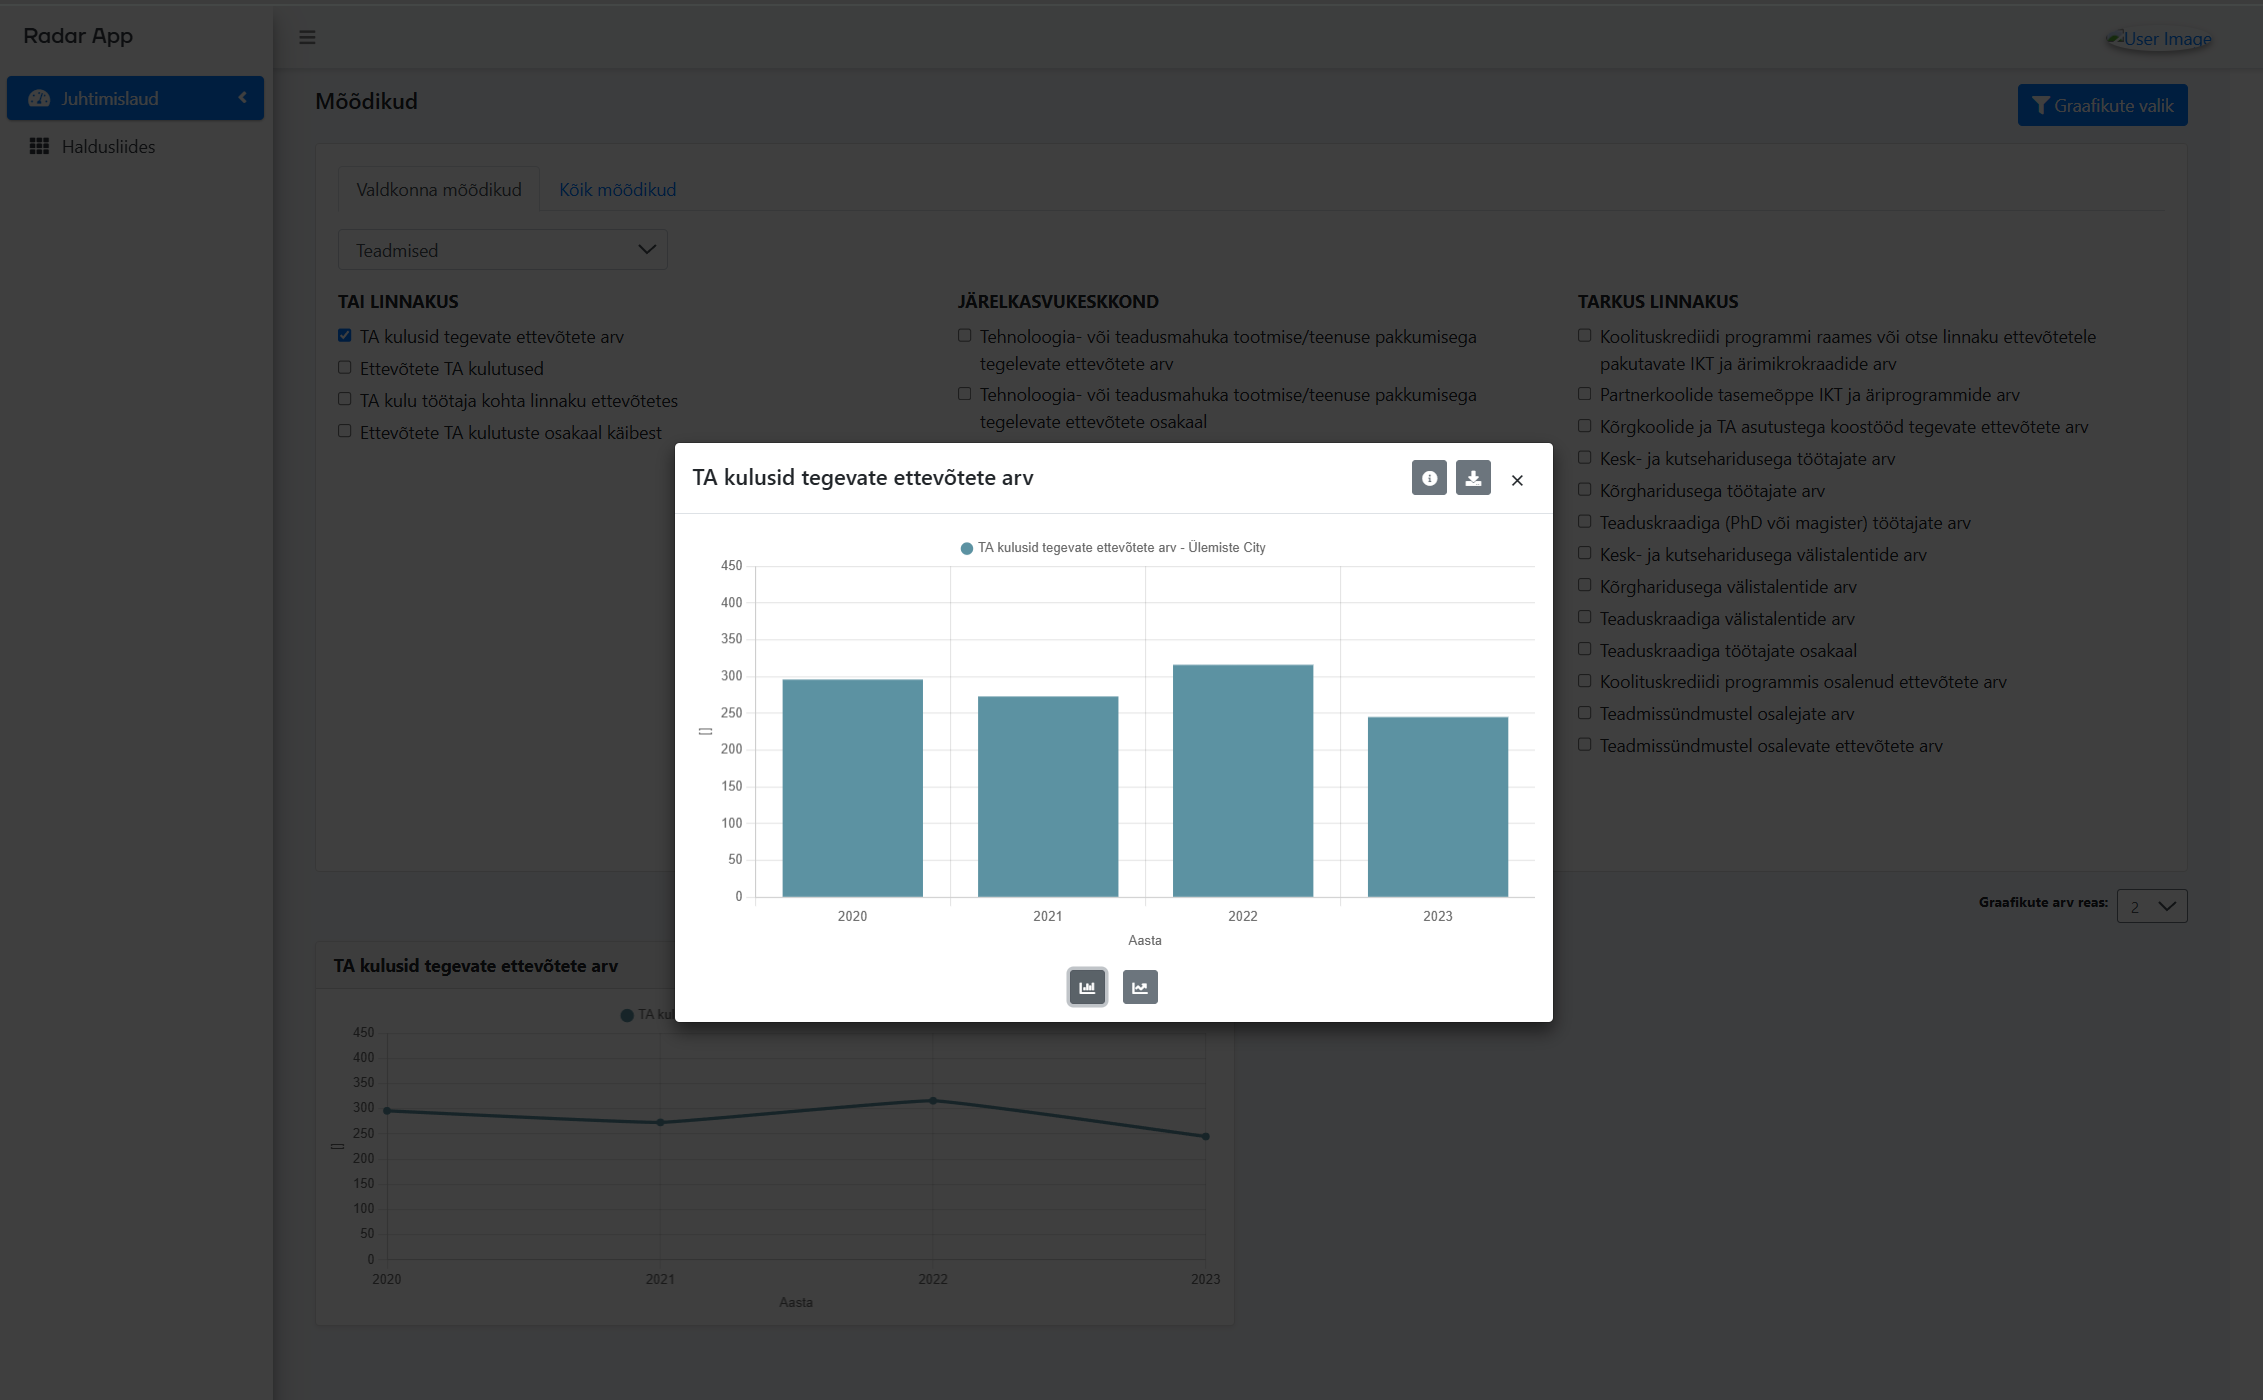 Radar App
User Image
Juhtimislaud
Haldusliides
Mõõdikud
Graafikute valik
Valdkonna mõõdikud
Kõik mõõdikud
Teadmised
TAI LINNAKUS
TA kulusid tegevate ettevõtete arv
Ettevõtete TA kulutused
TA kulu töötaja kohta linnaku ettevõtetes
Ettevõtete TA kulutuste osakaal käibest
JÄRELKASVUKESKKOND
Tehnoloogia- või teadusmahuka tootmise/teenuse pakkumisega
tegelevate ettevõtete arv
Tehnoloogia- või teadusmahuka tootmise/teenuse pakkumisega
tegelevate ettevõtete osakaal
TARKUS LINNAKUS
Koolituskrediidi programmi raames või otse linnaku ettevõtetele
pakutavate IKT ja ärimikrokraadide arv
Partnerkoolide tasemeõppe IKT ja äriprogrammide arv
Kõrgkoolide ja TA asutustega koostööd tegevate ettevõtete arv
Kesk- ja kutseharidusega töötajate arv
Kõrgharidusega töötajate arv
Teaduskraadiga (PhD või magister) töötajate arv
Kesk- ja kutseharidusega välistalentide arv
Kõrgharidusega välistalentide arv
Teaduskraadiga välistalentide arv
Teaduskraadiga töötajate osakaal
Koolituskrediidi programmis osalenud ettevõtete arv
Teadmissündmustel osalejate arv
Teadmissündmustel osalevate ettevõtete arv
TA kulusid tegevate ettevõtete arv
TA kulusid tegevate ettevõtete arv - Ülemiste City
450
400
350
300
250
[]
200
150
100
50
0
2020 2021 2022 2023
Aasta
Graafikute arv reas: 2
TA kulusid tegevate ettevõtete arv
TA ku
450
400
350
300
250
[]
200
150
100
50
0
2020 2021 2022 2023
Aasta